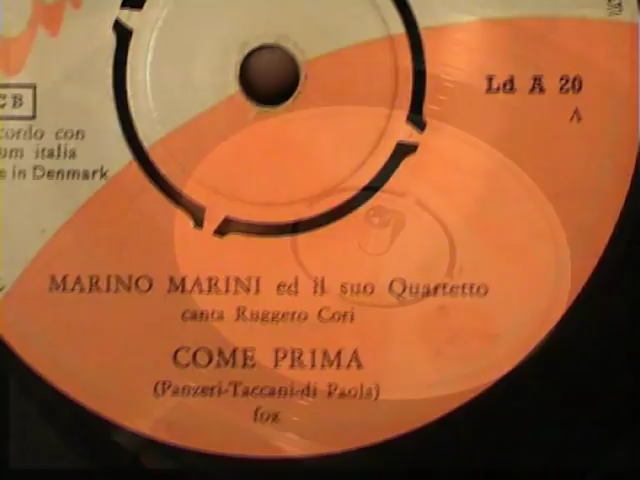 Ld A 20
A
CB
cordo con
um italia
e in Denmark
MARINO MARINI ed il suo Quartetto
canta Ruggero Cori
COME PRIMA
(Panzeri-Taccani-di Paola)
fox